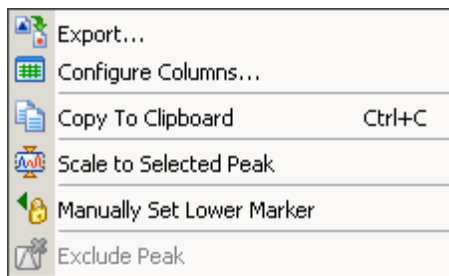 Export...
Configure Columns...
Copy To Clipboard Ctrl+C
Scale to Selected Peak
Manually Set Lower Marker
Exclude Peak